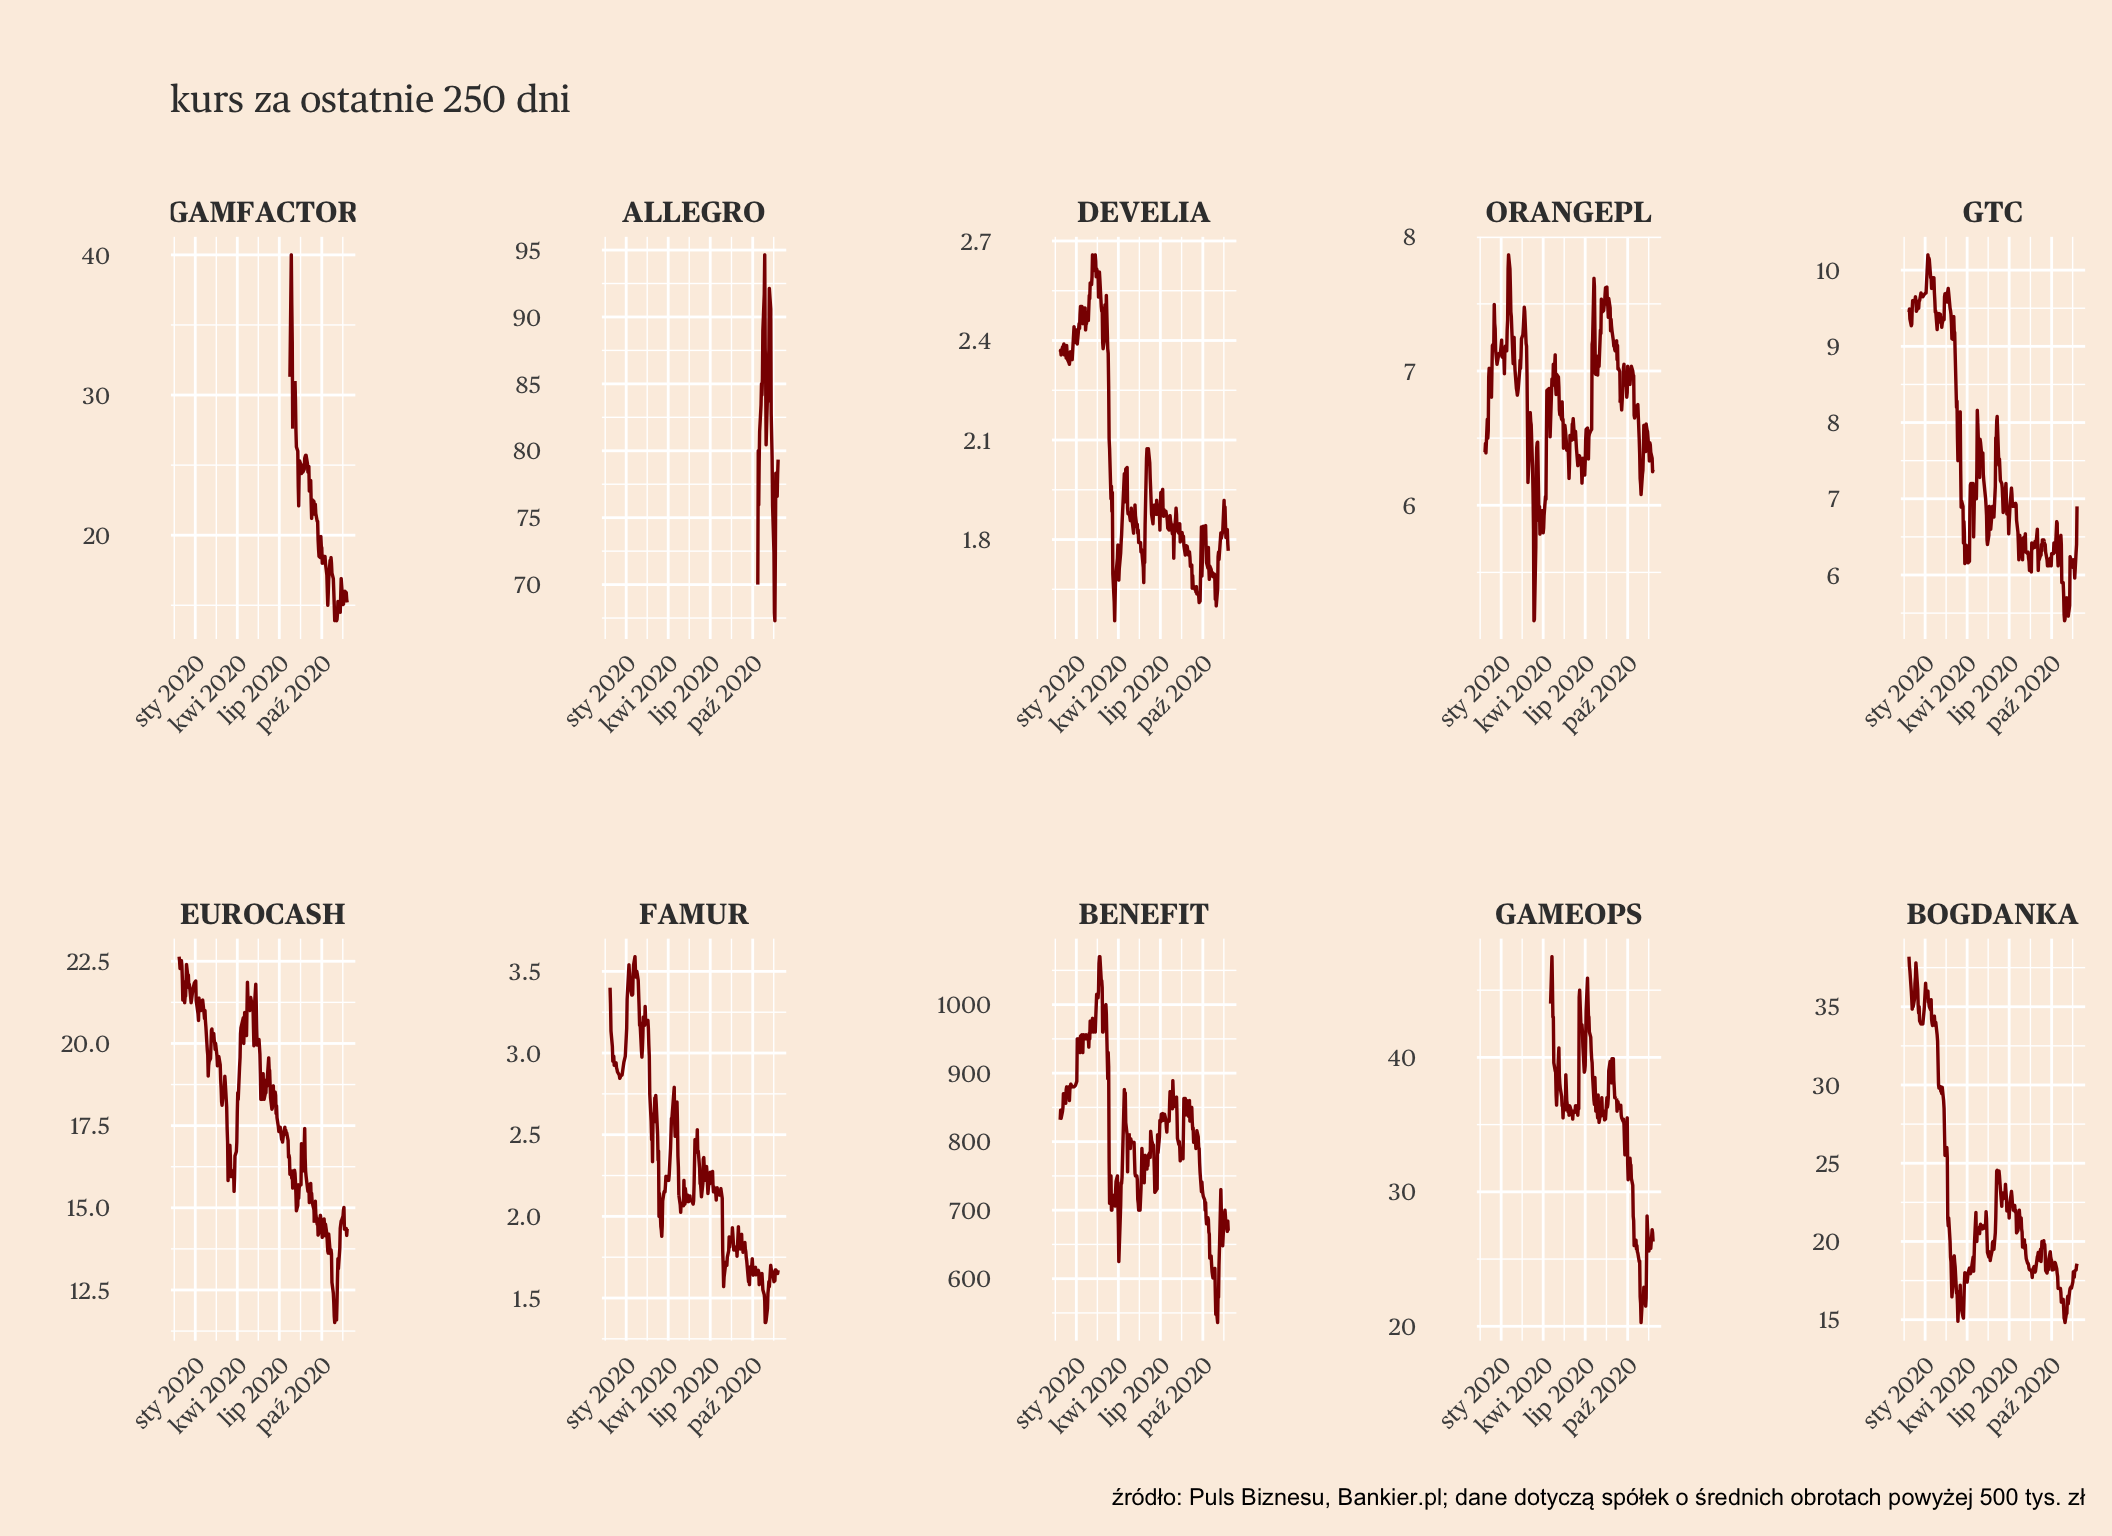 kurs za ostatnie 250 dni
GAMFACTOR
40
30
20
sty 2020
kwi 2020
lip 2020
paź 2020
ALLEGRO
95
90
85
80
75
70
sty 2020
kwi 2020
lip 2020
paź 2020
DEVELIA
2.7
2.4
2.1
1.8
sty 2020
kwi 2020
lip 2020
paź 2020
ORANGEPL
8
7
6
sty 2020
kwi 2020
lip 2020
paź 2020
GTC
10
9
8
7
6
sty 2020
kwi 2020
lip 2020
paź 2020
EUROCASH
22.5
20.0
17.5
15.0
12.5
sty 2020
kwi 2020
lip 2020
paź 2020
FAMUR
3.5
3.0
2.5
2.0
1.5
sty 2020
kwi 2020
lip 2020
paź 2020
BENEFIT
1000
900
800
700
600
sty 2020
kwi 2020
lip 2020
paź 2020
GAMEOPS
40
30
20
sty 2020
kwi 2020
lip 2020
paź 2020
BOGDANKA
35
30
25
20
15
sty 2020
kwi 2020
lip 2020
paź 2020
źródło: Puls Biznesu, Bankier.pl; dane dotyczą spółek o średnich obrotach powyżej 500 tys. zł